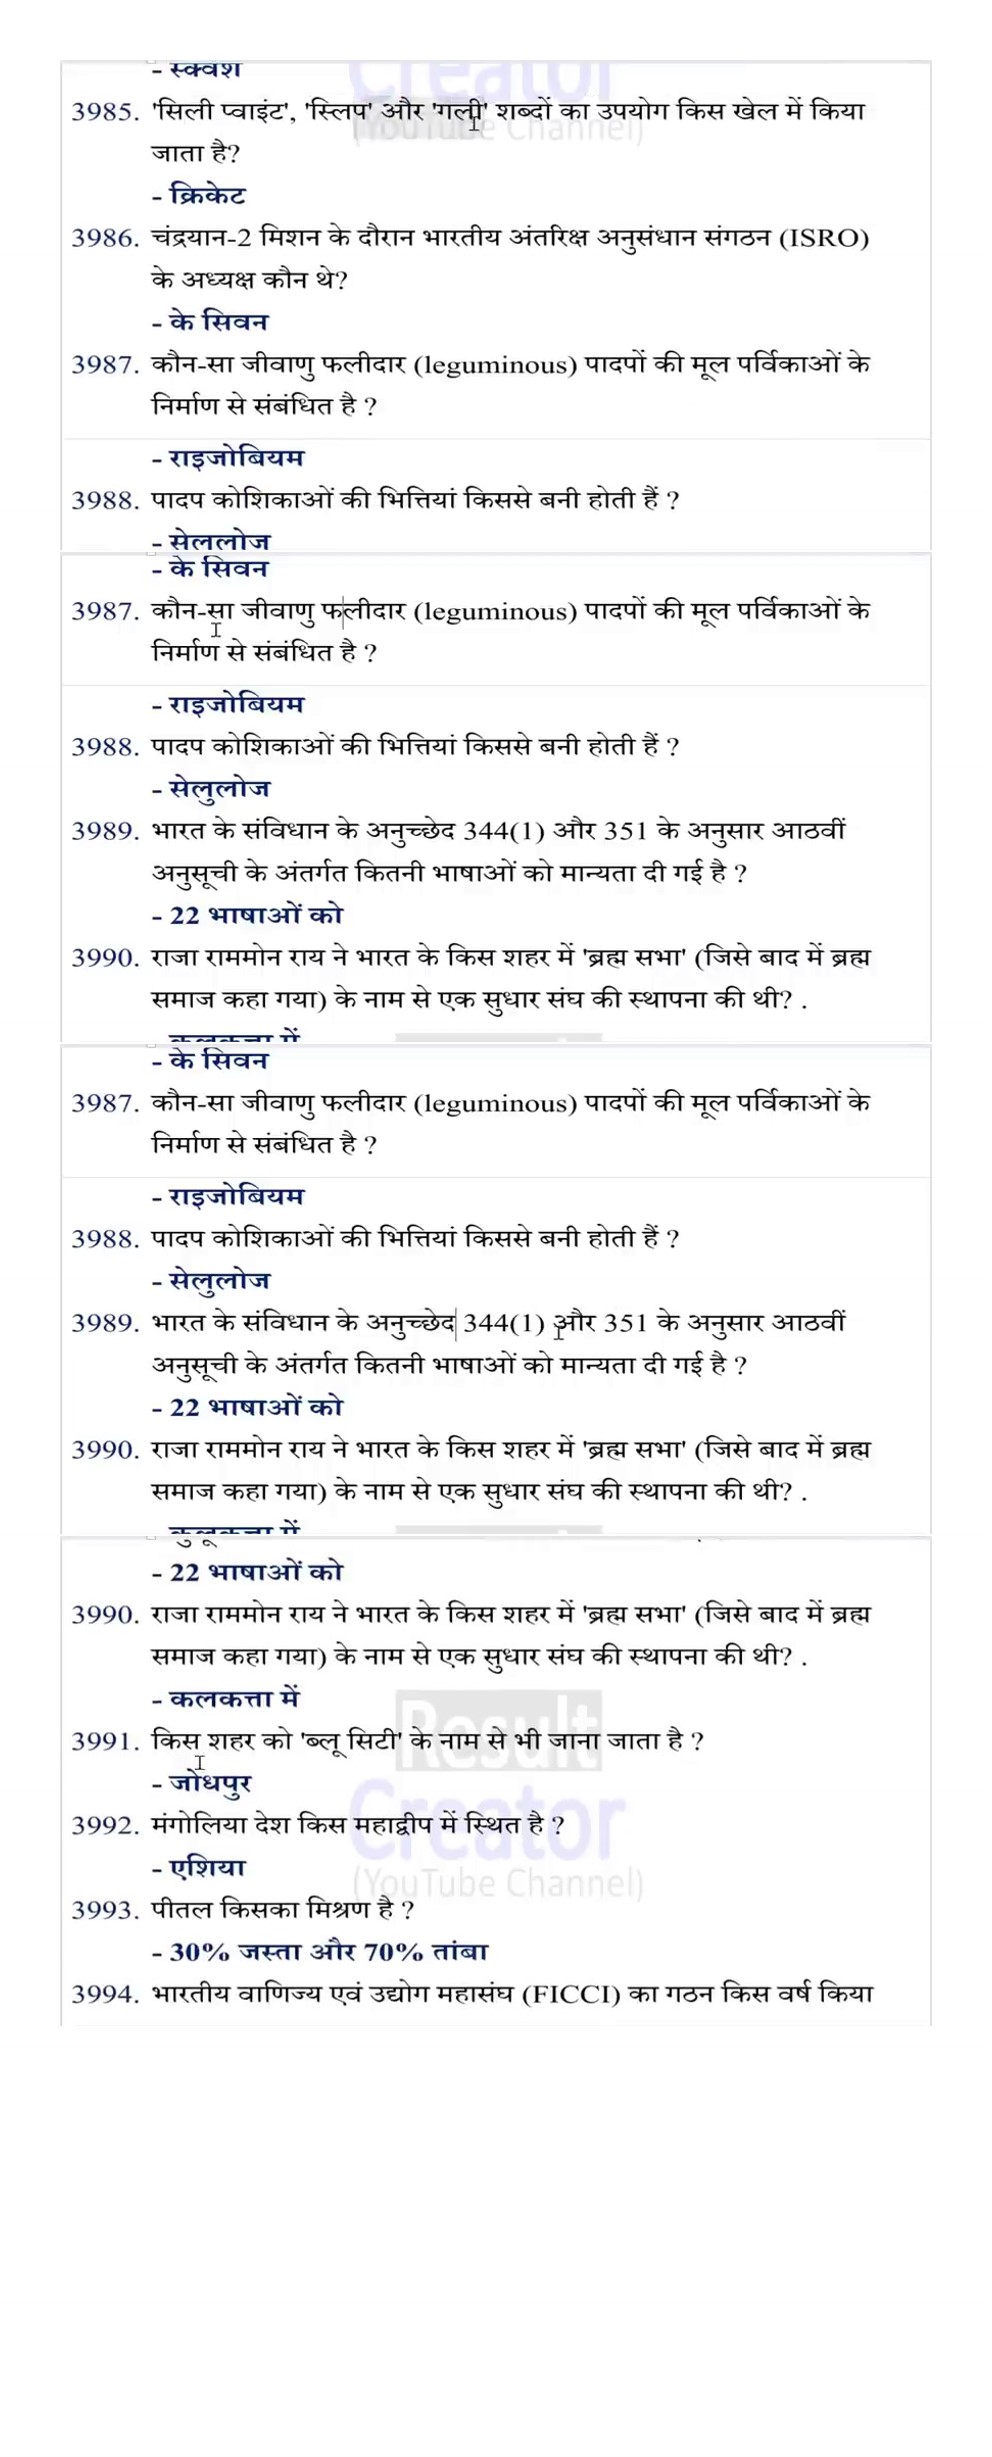 - स्क्वैश
3985. 'सिली प्वाइंट', 'स्लिप' और 'गली' शब्दों का उपयोग किस खेल में किया
जाता है?
- क्रिकेट
3986. चंद्रयान-2 मिशन के दौरान भारतीय अंतरिक्ष अनुसंधान संगठन (ISRO)
के अध्यक्ष कौन थे?
- के सिवन
3987. कौन-सा जीवाणु फलीदार (leguminous) पादपों की मूल पर्विकाओं के
निर्माण से संबंधित है ?
- राइजोबियम
3988. पादप कोशिकाओं की भित्तियां किससे बनी होती हैं ?
- सेलुलोज
- के सिवन
3987. कौन-सा जीवाणु फलीदार (leguminous) पादपों की मूल पर्विकाओं के
निर्माण से संबंधित है ?
- राइजोबियम
3988. पादप कोशिकाओं की भित्तियां किससे बनी होती हैं ?
- सेलुलोज
3989. भारत के संविधान के अनुच्छेद 344(1) और 351 के अनुसार आठवीं
अनुसूची के अंतर्गत कितनी भाषाओं को मान्यता दी गई है ?
- 22 भाषाओं को
3990. राजा राममोन राय ने भारत के किस शहर में 'ब्रह्म सभा' (जिसे बाद में ब्रह्म
समाज कहा गया) के नाम से एक सुधार संघ की स्थापना की थी? .
- के सिवन
3987. कौन-सा जीवाणु फलीदार (leguminous) पादपों की मूल पर्विकाओं के
निर्माण से संबंधित है ?
- राइजोबियम
3988. पादप कोशिकाओं की भित्तियां किससे बनी होती हैं ?
- सेलुलोज
3989. भारत के संविधान के अनुच्छेद 344(1) और 351 के अनुसार आठवीं
अनुसूची के अंतर्गत कितनी भाषाओं को मान्यता दी गई है ?
- 22 भाषाओं को
3990. राजा राममोन राय ने भारत के किस शहर में 'ब्रह्म सभा' (जिसे बाद में ब्रह्म
समाज कहा गया) के नाम से एक सुधार संघ की स्थापना की थी? .
- 22 भाषाओं को
3990. राजा राममोन राय ने भारत के किस शहर में 'ब्रह्म सभा' (जिसे बाद में ब्रह्म
समाज कहा गया) के नाम से एक सुधार संघ की स्थापना की थी? .
- कलकत्ता में
Result
3991. किस शहर को 'ब्लू सिटी' के नाम से भी जाना जाता है ?
- जोधपुर
Creator
3992. मंगोलिया देश किस महाद्वीप में स्थित है ?
- एशिया
(YouTube Channel)
3993. पीतल किसका मिश्रण है ?
- 30% जस्ता और 70% तांबा
3994. भारतीय वाणिज्य एवं उद्योग महासंघ (FICCI) का गठन किस वर्ष किया